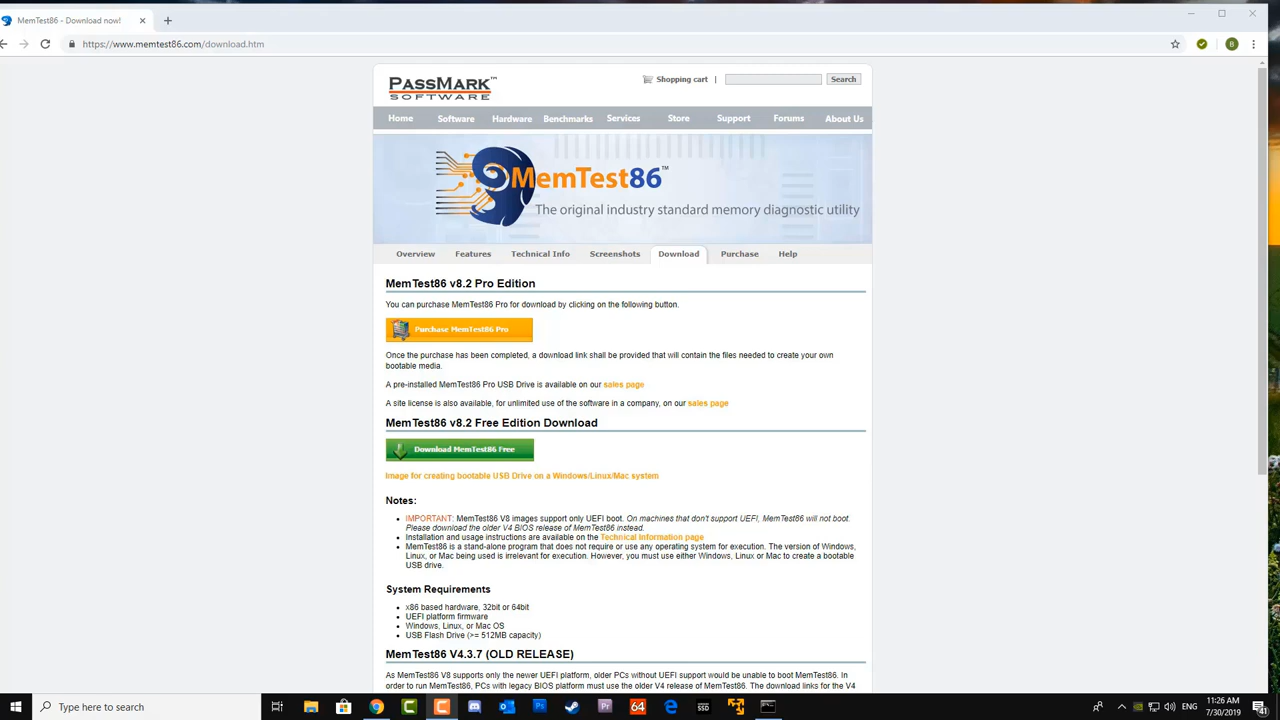 MemTest86 - Download now!
https://www.memtest86.com/download.htm
B
PASSMARK™
SOFTWARE
Shopping cart |
Search
Home Software Hardware Benchmarks Services Store Support Forums About Us
MemTest86™
The original industry standard memory diagnostic utility
Overview Features Technical Info Screenshots Download Purchase Help
MemTest86 v8.2 Pro Edition
You can purchase MemTest86 Pro for download by clicking on the following button.
Purchase MemTest86 Pro
Once the purchase has been completed, a download link shall be provided that will contain the files needed to create your own
bootable media.
A pre-installed MemTest86 Pro USB Drive is available on our sales page
A site license is also available, for unlimited use of the software in a company, on our sales page
MemTest86 v8.2 Free Edition Download
Download MemTest86 Free
Image for creating bootable USB Drive on a Windows/Linux/Mac system
Notes:
• IMPORTANT: MemTest86 V8 images support only UEFI boot. On machines that don't support UEFI, MemTest86 will not boot.
Please download the older V4 BIOS release of MemTest86 instead.
• Installation and usage instructions are available on the Technical Information page
• MemTest86 is a stand-alone program that does not require or use any operating system for execution. The version of Windows,
Linux, or Mac being used is irrelevant for execution. However, you must use either Windows, Linux or Mac to create a bootable
USB drive.
System Requirements
• x86 based hardware, 32bit or 64bit
• UEFI platform firmware
• Windows, Linux, or Mac OS
• USB Flash Drive (>= 512MB capacity)
MemTest86 V4.3.7 (OLD RELEASE)
As MemTest86 V8 supports only the newer UEFI platform, older PCs without UEFI support would be unable to boot MemTest86. In
order to run MemTest86, PCs with legacy BIOS platform must use the older V4 release of MemTest86. The download links for the V4
Type here to search
Ps
Pr
64
SSD
ENG
11:26 AM
7/30/2019
41